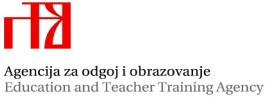 Agencija za odgoj i obrazovanje
Education and Teacher Training Agency